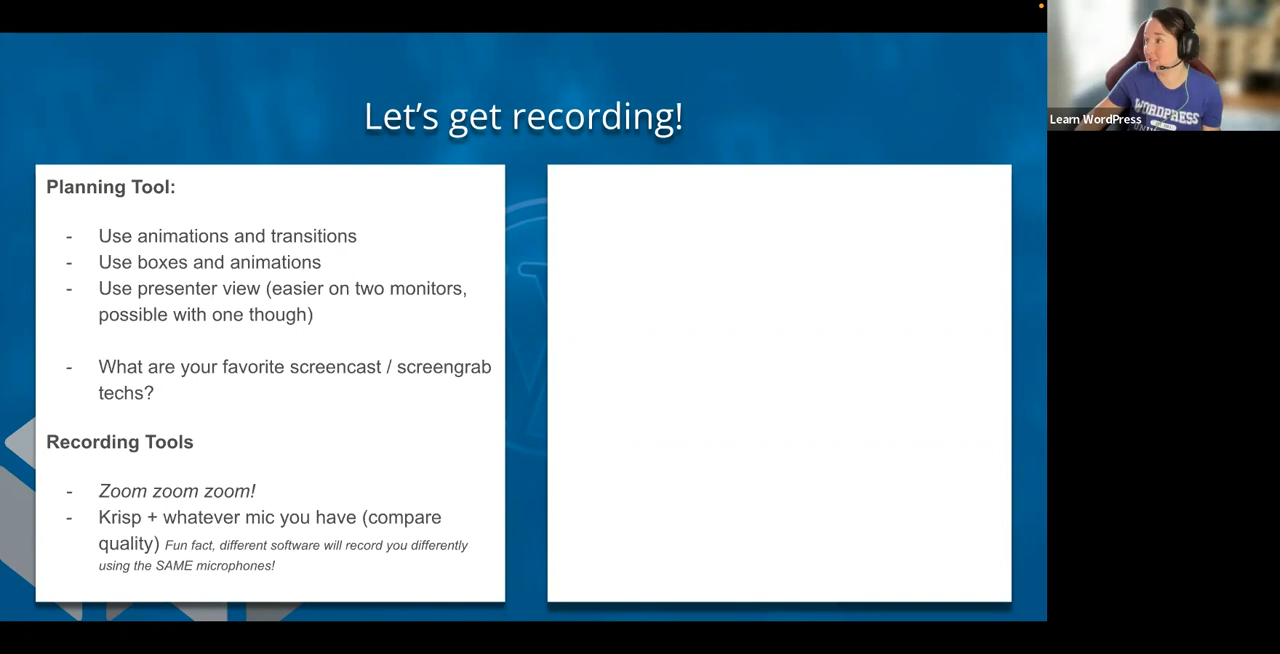 Let's get recording!
Planning Tool:
- Use animations and transitions
- Use boxes and animations
- Use presenter view (easier on two monitors,
possible with one though)
- What are your favorite screencast / screengrab
techs?
Recording Tools
- Zoom zoom zoom!
- Krisp + whatever mic you have (compare
quality) Fun fact, different software will record you differently
using the SAME microphones!
WORDPRESS
Learn WordPress